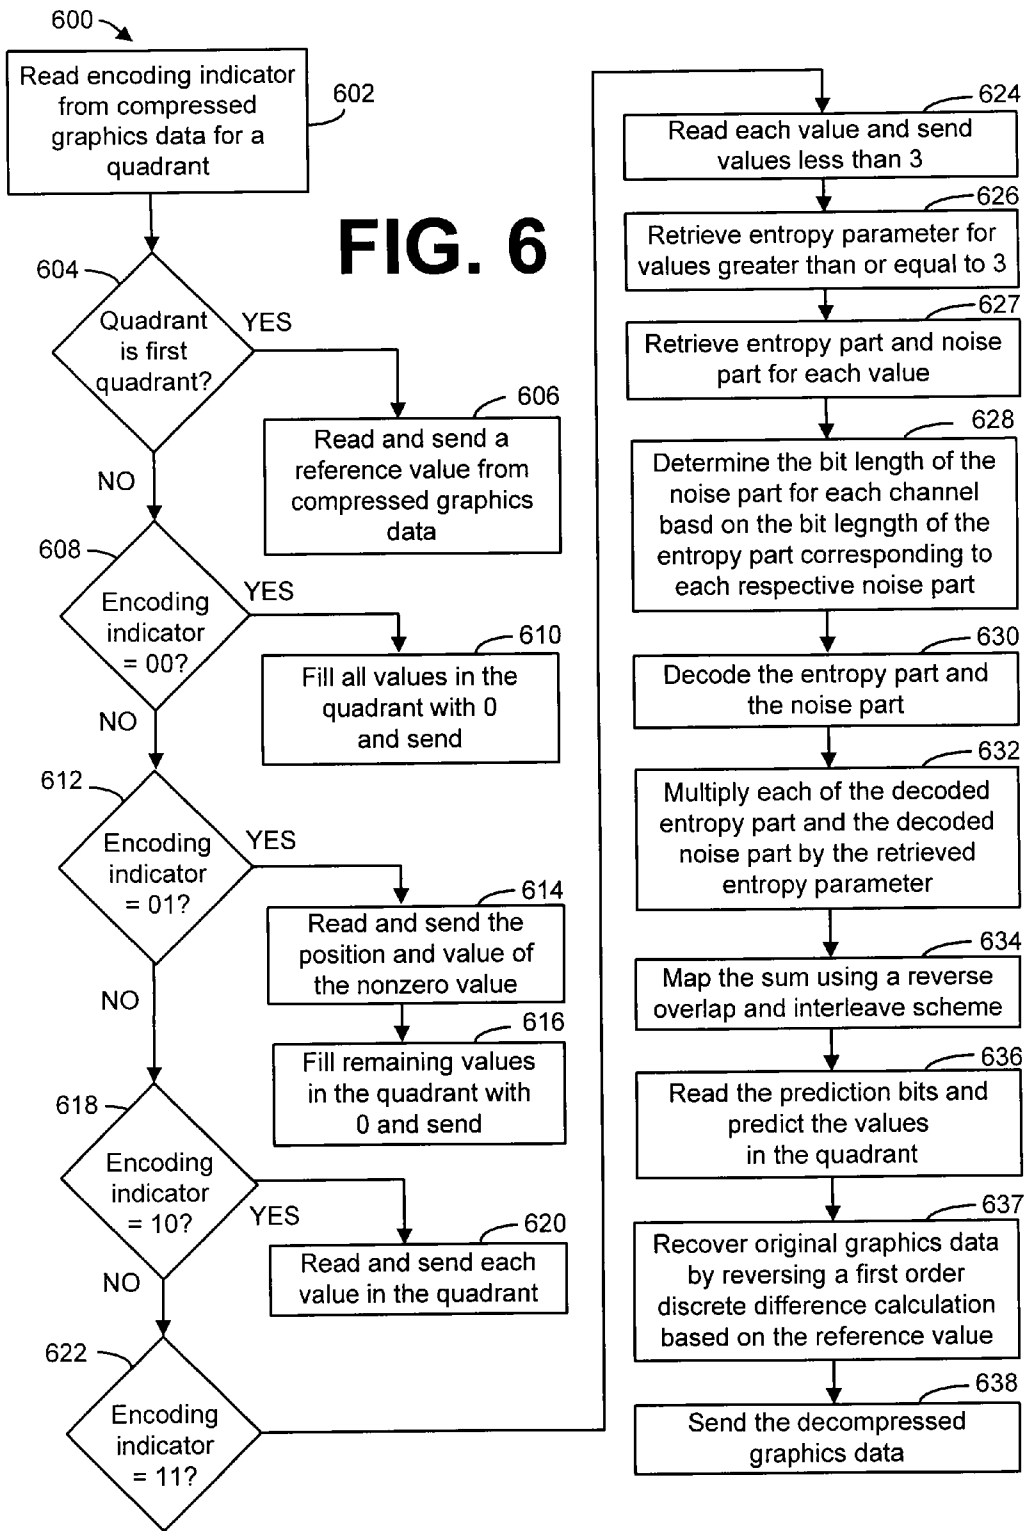 600
Read encoding indicator
from compressed
graphics data for a
quadrant
602
FIG. 6
604
Quadrant
is first
quadrant?
YES
NO
606
Read and send a
reference value from
compressed graphics
data
608
Encoding
indicator
= 00?
YES
NO
610
Fill all values in the
quadrant with 0
and send
612
Encoding
indicator
= 01?
YES
NO
614
Read and send the
position and value of
the nonzero value
616
Fill remaining values
in the quadrant with
0 and send
618
Encoding
indicator
= 10?
YES
NO
620
Read and send each
value in the quadrant
622
Encoding
indicator
= 11?
624
Read each value and send
values less than 3
626
Retrieve entropy parameter for
values greater than or equal to 3
627
Retrieve entropy part and noise
part for each value
628
Determine the bit length of the
noise part for each channel
basd on the bit legngth of the
entropy part corresponding to
each respective noise part
630
Decode the entropy part and
the noise part
632
Multiply each of the decoded
entropy part and the decoded
noise part by the retrieved
entropy parameter
634
Map the sum using a reverse
overlap and interleave scheme
636
Read the prediction bits and
predict the values
in the quadrant
637
Recover original graphics data
by reversing a first order
discrete difference calculation
based on the reference value
638
Send the decompressed
graphics data